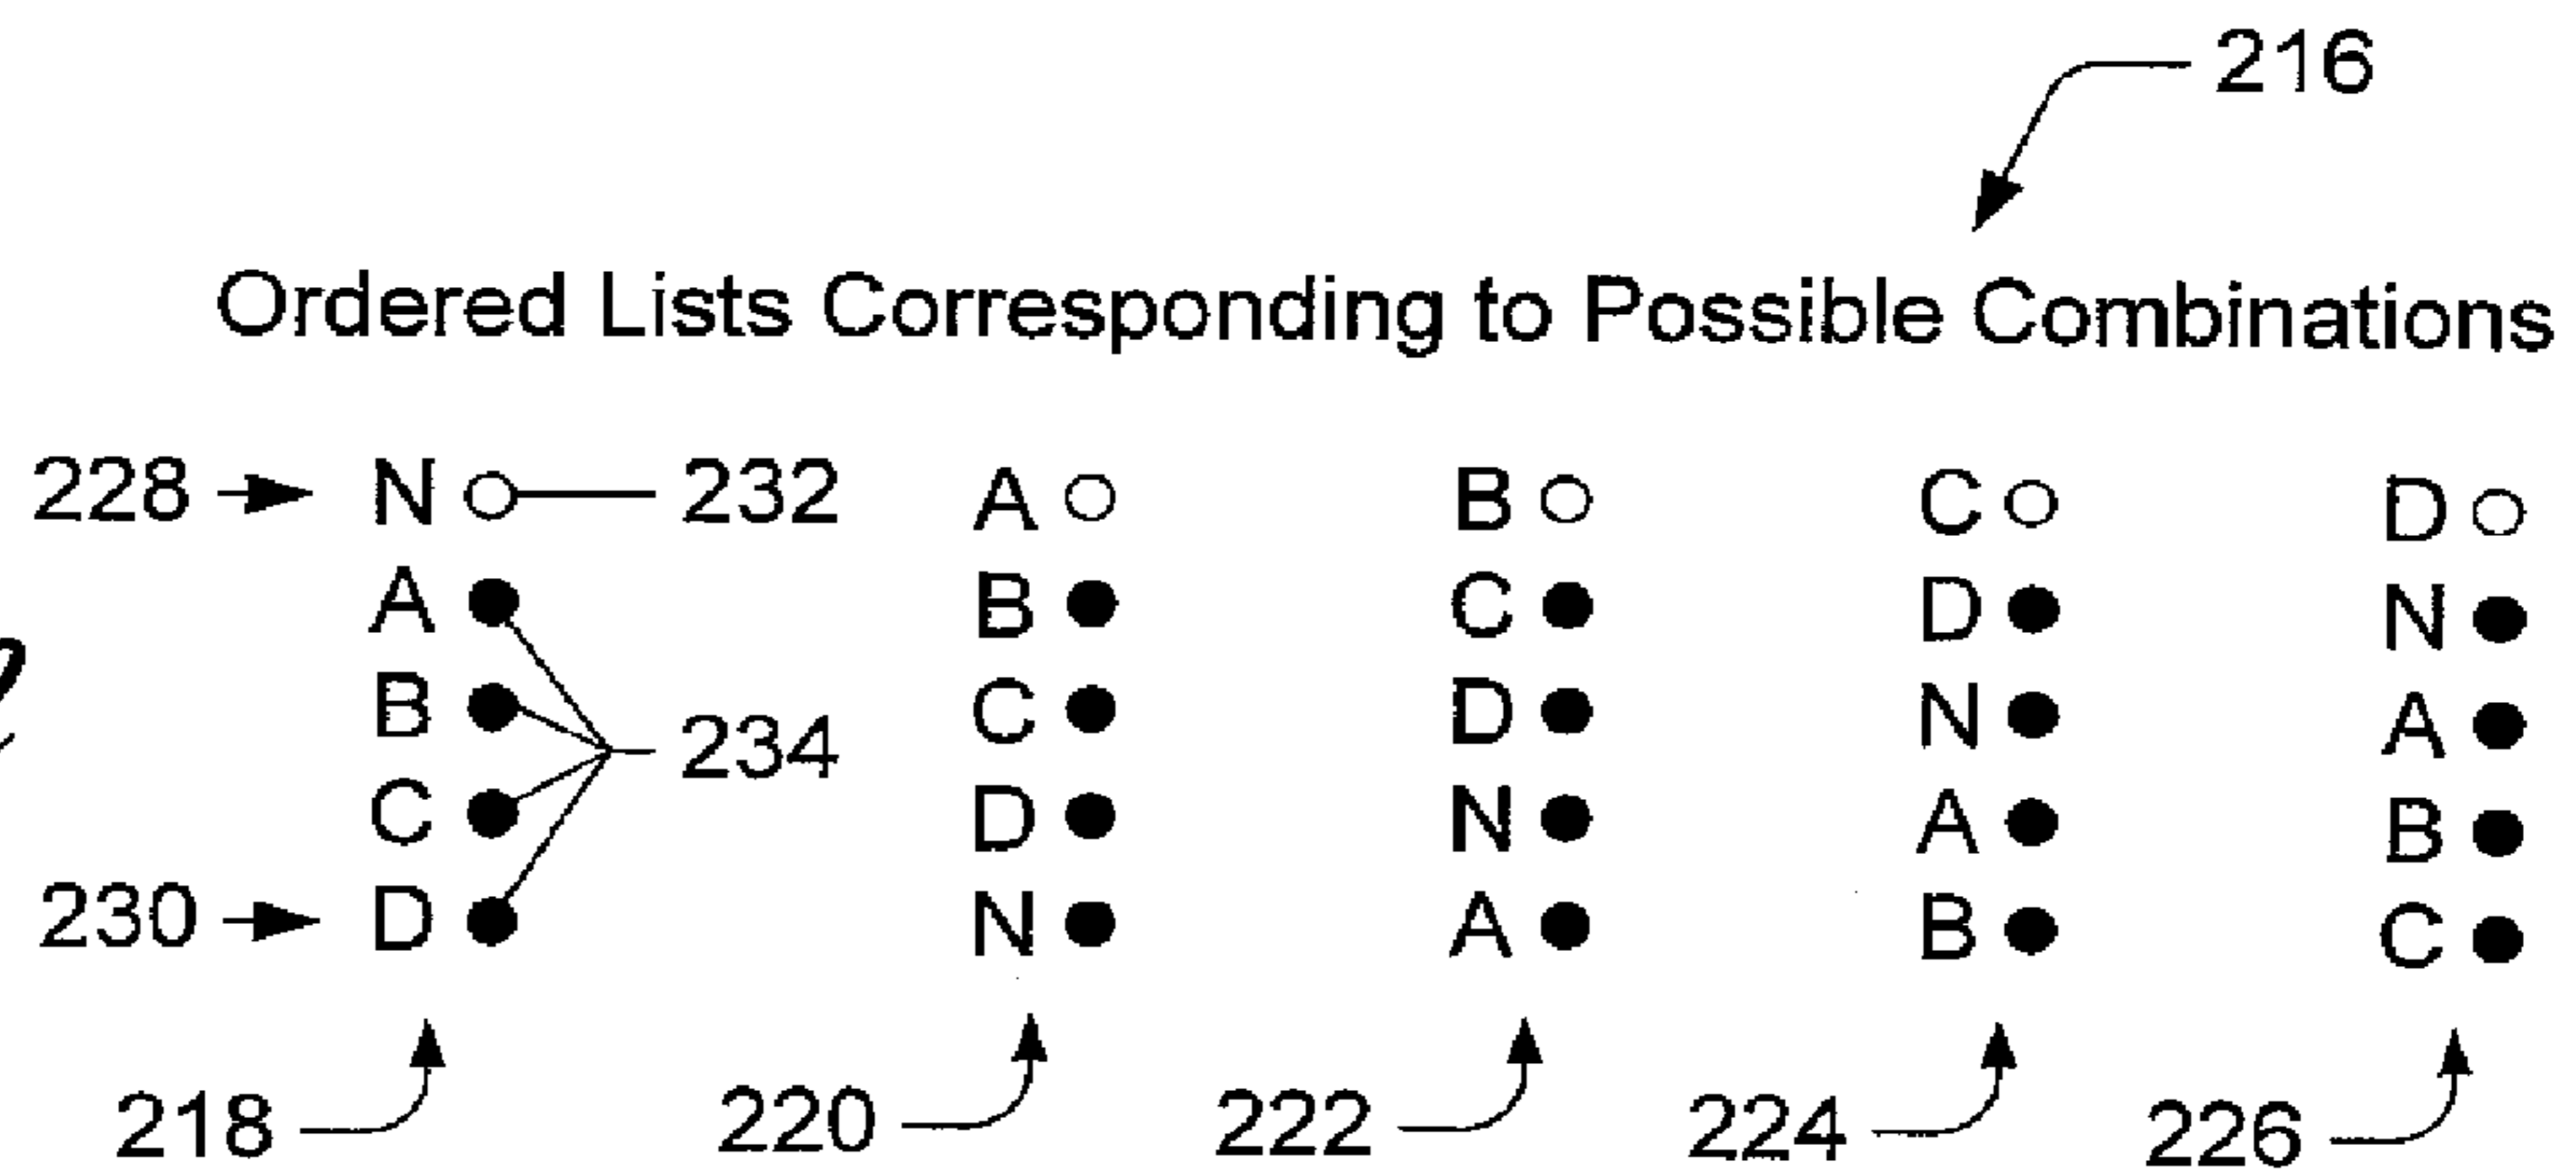 216
Ordered Lists Corresponding to Possible Combinations
228 N 232 A B C D
A B C D N
B C D N A
234
C D N A B
230 D N A B C
218 220 222 224 226